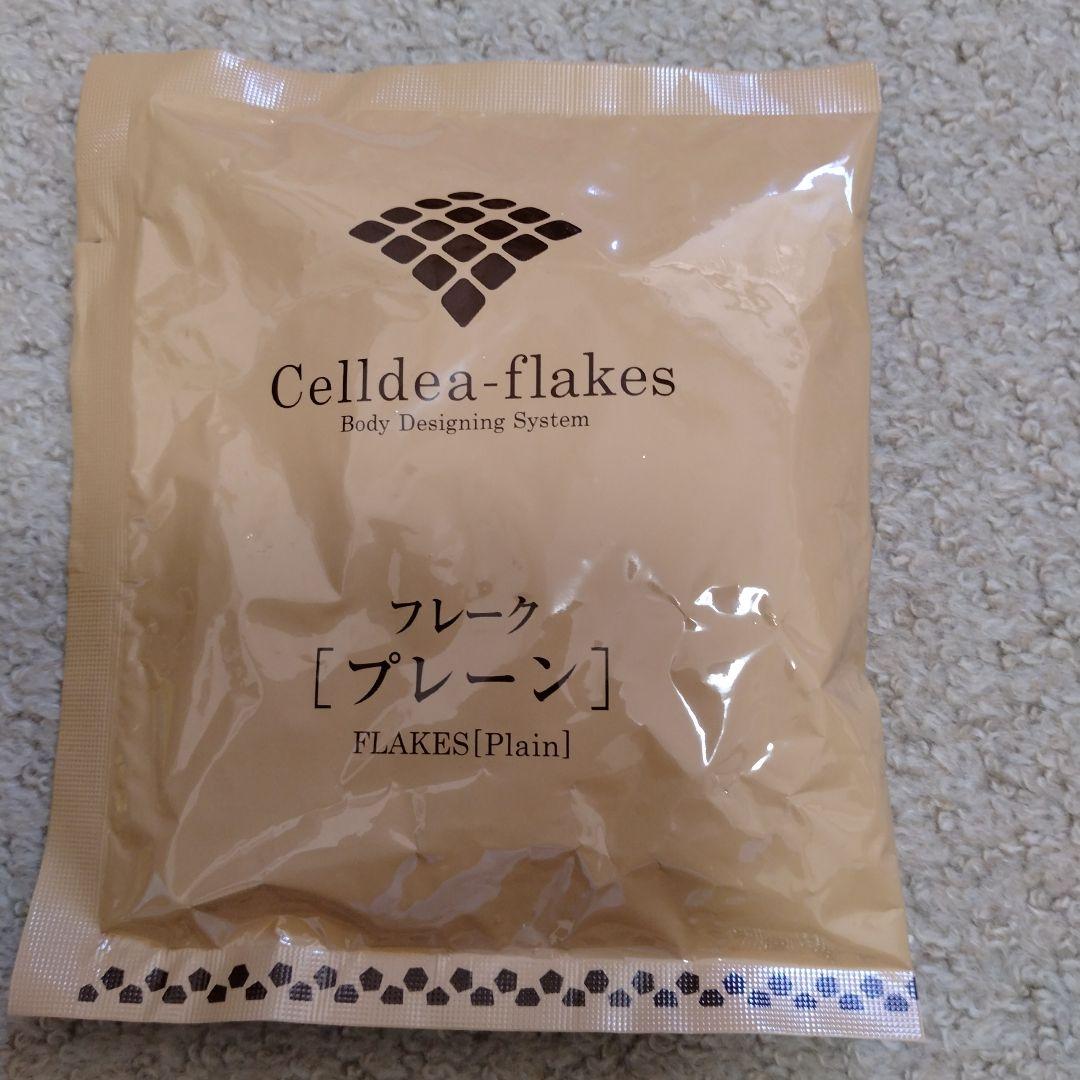 Celldea-flakes
Body Designing System
フレーク
[プレーン]
FLAKES[Plain]